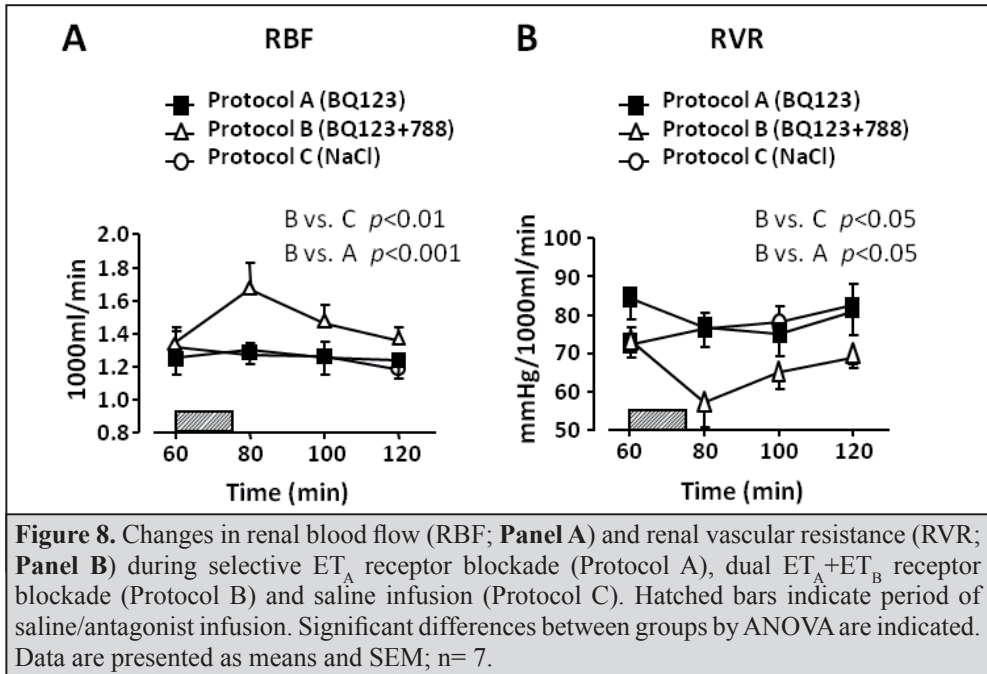 A RBF
Protocol A (BQ123)
Protocol B (BQ123+788)
Protocol C (NaCl)
B vs. C p<0.01
B vs. A p<0.001
1000ml/min
2.0
1.8
1.6
1.4
1.2
1.0
0.8
60 80 100 120
Time (min)
B RVR
Protocol A (BQ123)
Protocol B (BQ123+788)
Protocol C (NaCl)
B vs. C p<0.05
B vs. A p<0.05
mmHg/1000ml/min
100
90
80
70
60
50
60 80 100 120
Time (min)
Figure 8. Changes in renal blood flow (RBF; Panel A) and renal vascular resistance (RVR;
Panel B) during selective ETA receptor blockade (Protocol A), dual ETA+ETB receptor
blockade (Protocol B) and saline infusion (Protocol C). Hatched bars indicate period of
saline/antagonist infusion. Significant differences between groups by ANOVA are indicated.
Data are presented as means and SEM; n= 7.